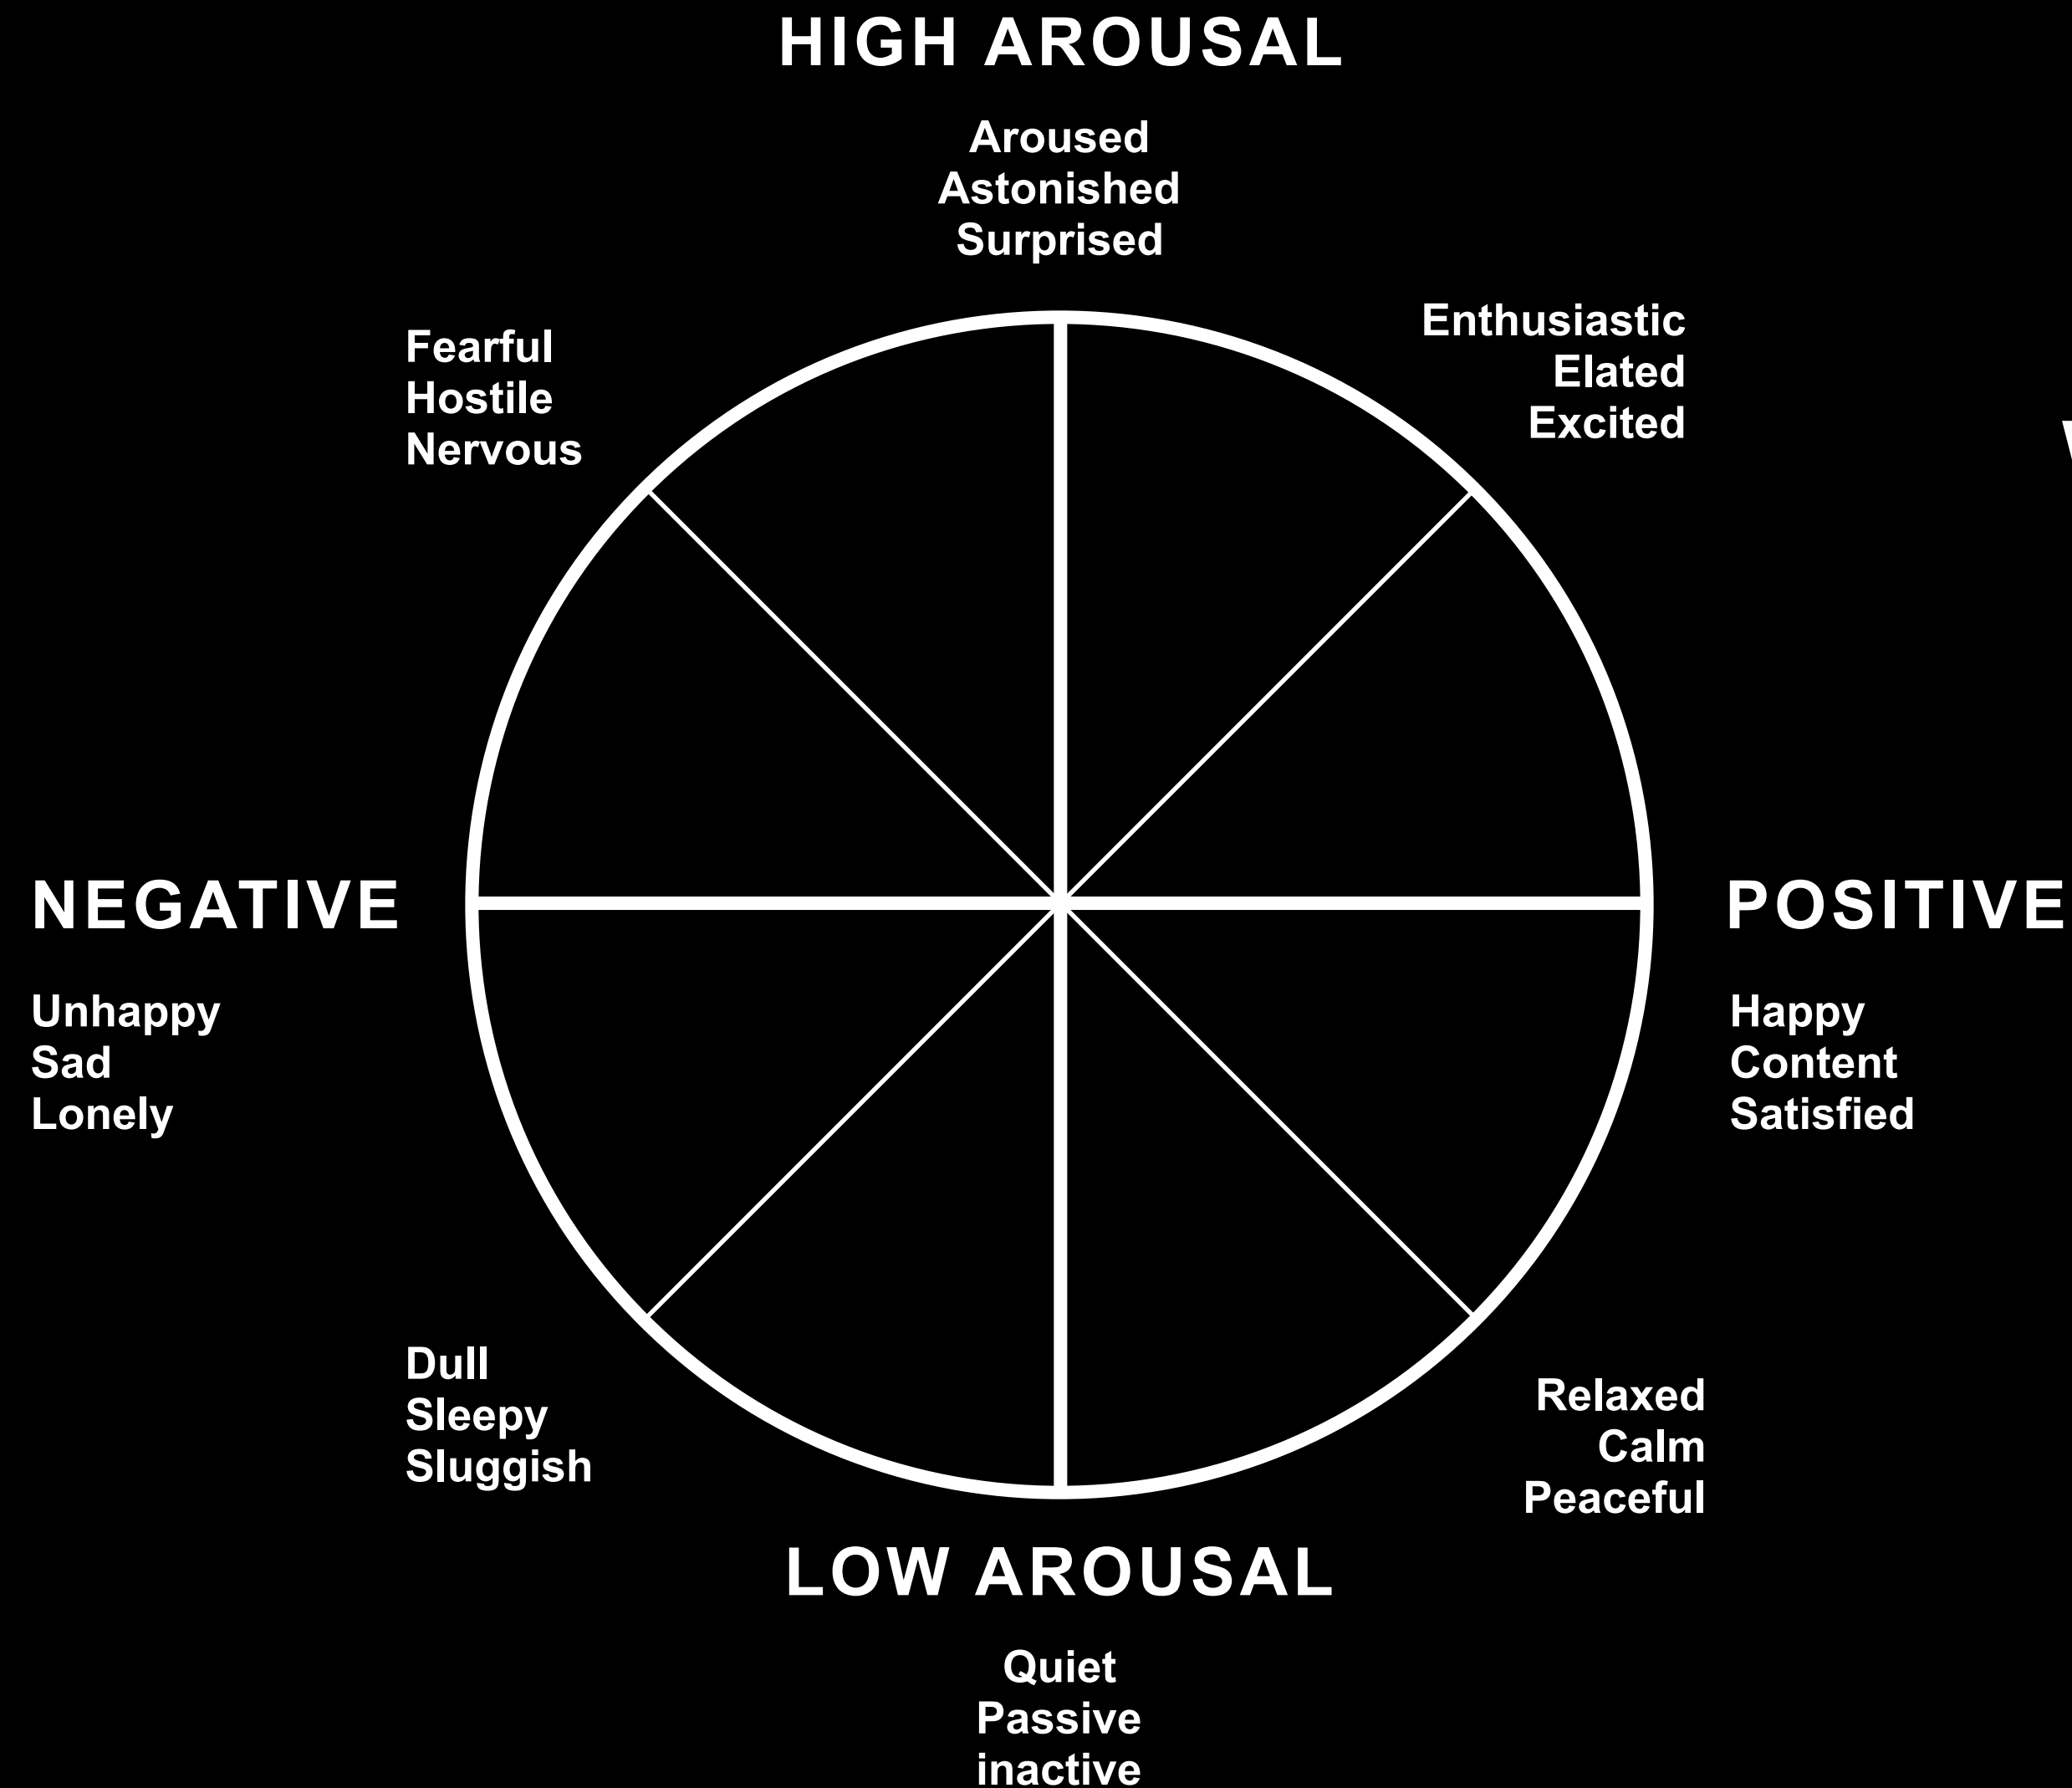 HIGH AROUSAL
Aroused
Astonished
Surprised
Fearful
Hostile
Nervous
Enthusiastic
Elated
Excited
NEGATIVE
Unhappy
Sad
Lonely
POSITIVE
Happy
Content
Satisfied
Dull
Sleepy
Sluggish
Relaxed
Calm
Peaceful
LOW AROUSAL
Quiet
Passive
inactive